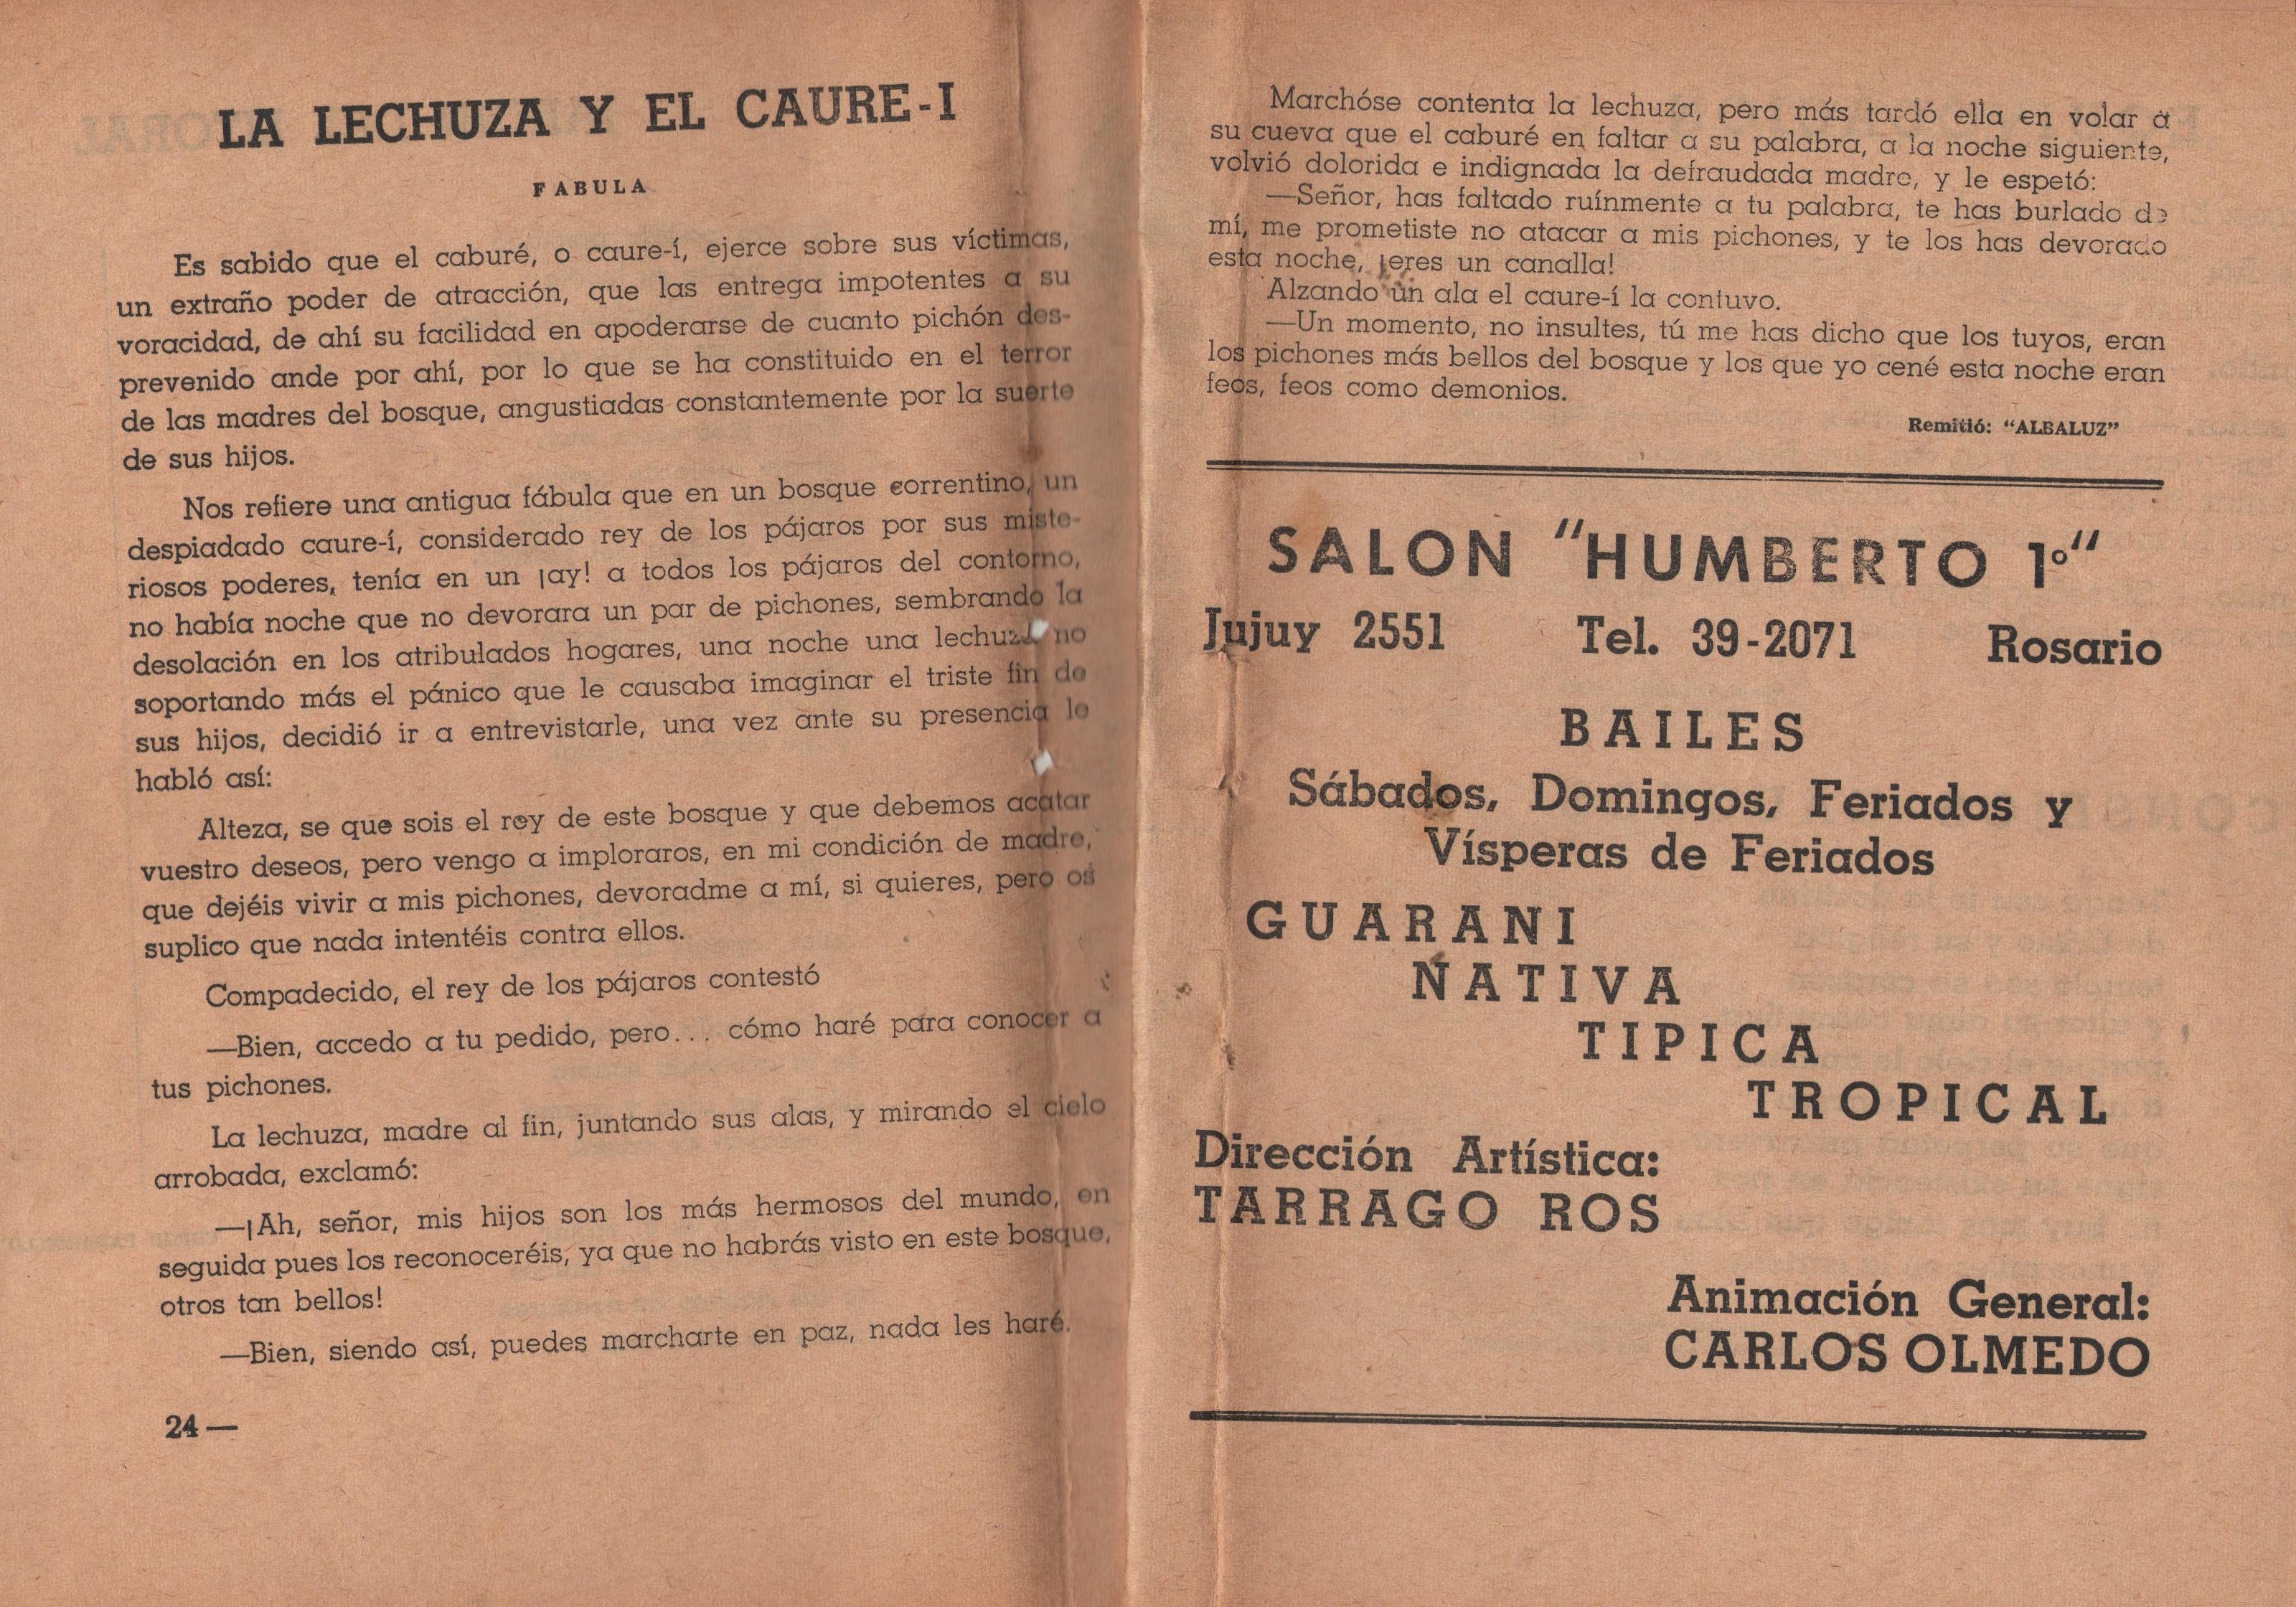 LA LECHUZA Y EL CAURE-I
FABULA
Es sabido que el caburé, o caure-í, ejerce sobre sus víctimas,
un extraño poder de atracción, que las entrega impotentes a su
voracidad, de ahí su facilidad en apoderarse de cuanto pichón des-
prevenido ande por ahí, por lo que se ha constituido en el terror
de las madres del bosque, angustiadas constantemente por la suerte
de sus hijos.
Nos refiere una antigua fábula que en un bosque correntino, un
despiadado caure-í, considerado rey de los pájaros por sus miste-
riosos poderes, tenía en un ¡ay! a todos los pájaros del contorno,
no había noche que no devorara un par de pichones, sembrando la
desolación en los atribulados hogares, una noche una lechuza no
soportando más el pánico que le causaba imaginar el triste fin de
sus hijos, decidió ir a entrevistarle, una vez ante su presencia le
habló así:
Alteza, se que sois el rey de este bosque y que debemos acatar
vuestro deseos, pero vengo a imploraros, en mi condición de madre,
que dejéis vivir a mis pichones, devoradme a mí, si quieres, pero os
suplico que nada intentéis contra ellos.
Compadecido, el rey de los pájaros contestó
—Bien, accedo a tu pedido, pero... cómo haré para conocer a
tus pichones.
La lechuza, madre al fin, juntando sus alas, y mirando el cielo
arrobada, exclamó:
—¡Ah, señor, mis hijos son los más hermosos del mundo, en
seguida pues los reconoceréis, ya que no habrás visto en este bosque,
otros tan bellos!
—Bien, siendo así, puedes marcharte en paz, nada les haré.
24 —
Marchóse contenta la lechuza, pero más tardó ella en volar a
su cueva que el caburé en faltar a su palabra, a la noche siguiente,
volvió dolorida e indignada la defraudada madre, y le espetó:
—Señor, has faltado ruínmente a tu palabra, te has burlado de
mí, me prometiste no atacar a mis pichones, y te los has devorado
esta noche, ¡eres un canalla!
Alzando un ala el caure-í la contuvo.
—Un momento, no insultes, tú me has dicho que los tuyos, eran
los pichones más bellos del bosque y los que yo cené esta noche eran
feos, feos como demonios.
Remitió: "ALBALUZ"
SALON "HUMBERTO 1º"
Jujuy 2551 Tel. 39-2071 Rosario
BAILES
Sábados, Domingos, Feriados y
Vísperas de Feriados
GUARANI
NATIVA
TIPICA
TROPICAL
Dirección Artística:
TARRAGO ROS
Animación General:
CARLOS OLMEDO